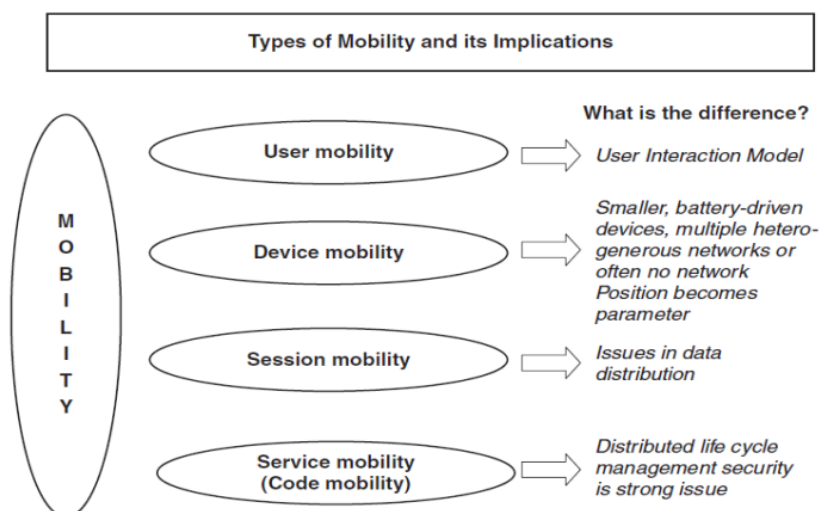 Types of Mobility and its Implications
What is the difference?
MOBILITY
User mobility
User Interaction Model
Device mobility
Smaller, battery-driven
devices, multiple hetero-
generous networks or
often no network
Position becomes
parameter
Session mobility
Issues in data
distribution
Service mobility
(Code mobility)
Distributed life cycle
management security
is strong issue